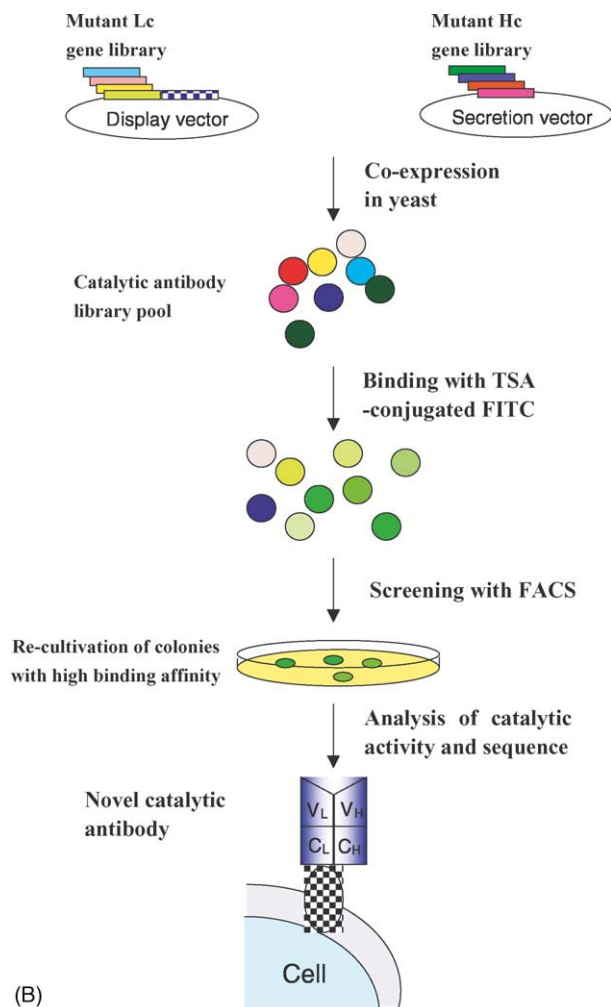 Mutant Lc
gene library
Display vector
Mutant Hc
gene library
Secretion vector
Co-expression
in yeast
Catalytic antibody
library pool
Binding with TSA
-conjugated FITC
Screening with FACS
Re-cultivation of colonies
with high binding affinity
Analysis of catalytic
activity and sequence
Novel catalytic
antibody
VL VH
CL CH
Cell
(B)